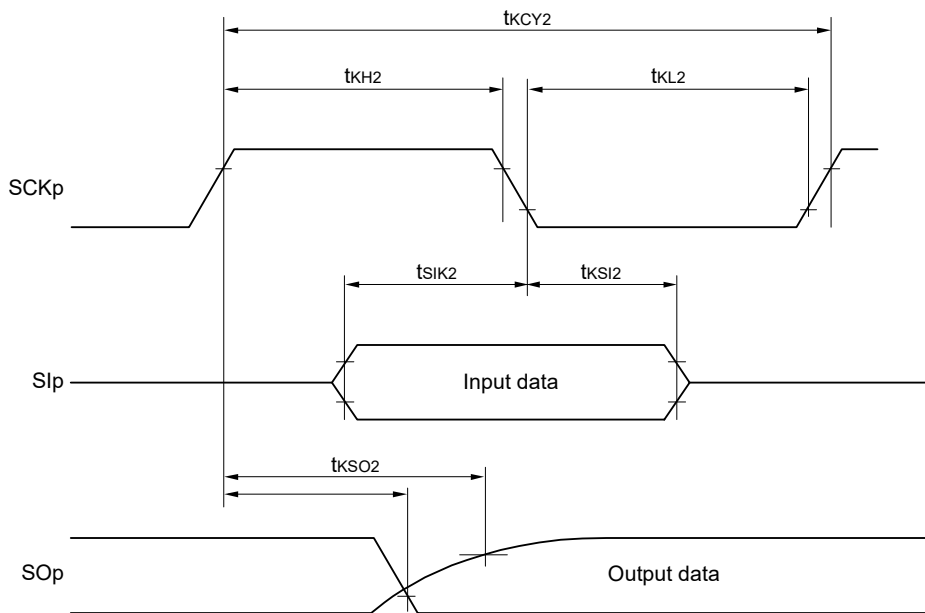 tKCY2
tKH2
tKL2
SCKp
tSIK2
tKSI2
SIp
Input data
tKSO2
SOp
Output data